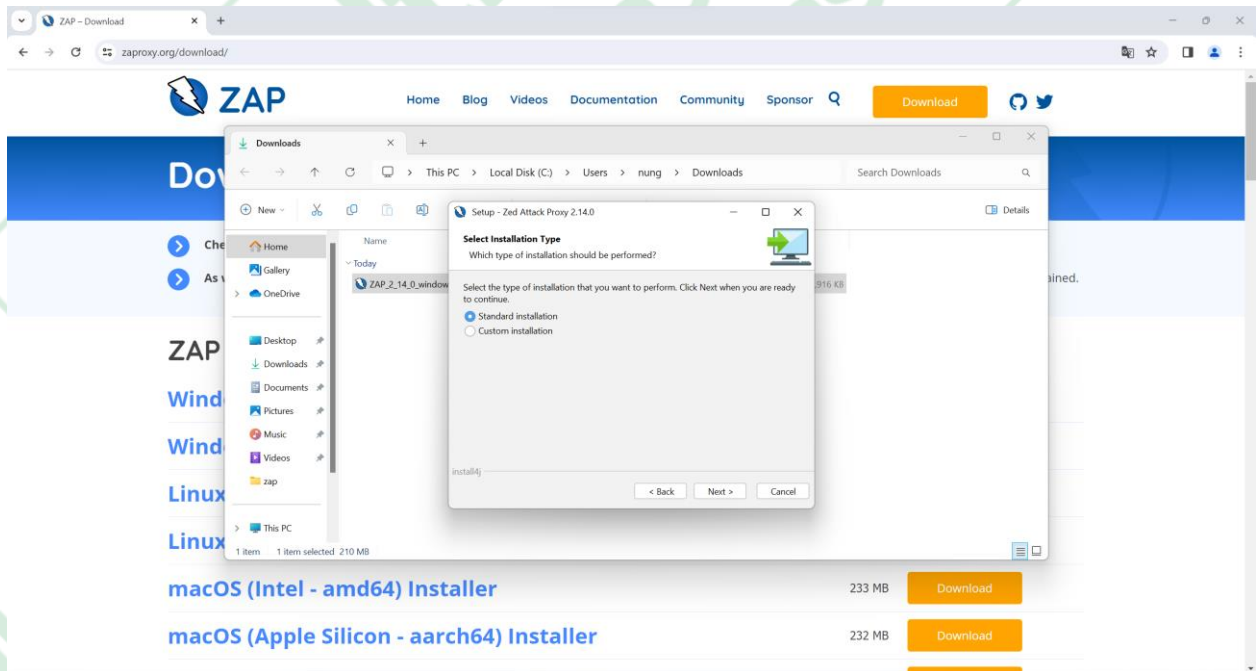 ZAP – Download
zaproxy.org/download/
ZAP
Home Blog Videos Documentation Community Sponsor Download
Downloads
This PC > Local Disk (C:) > Users > nung > Downloads Search Downloads
New Details
Setup - Zed Attack Proxy 2.14.0
Select Installation Type
Which type of installation should be performed?
Select the type of installation that you want to perform. Click Next when you are ready
to continue.
Standard installation
Custom installation
install4j
< Back Next > Cancel
Name
Today
ZAP_2_14_0_window
916 KB
Home
Gallery
OneDrive
Desktop
Downloads
Documents
Pictures
Music
Videos
zap
This PC
1 item 1 item selected 210 MB
Do
Che
As
ained.
ZAP
Wind
Wind
Linux
Linux
macOS (Intel - amd64) Installer 233 MB Download
macOS (Apple Silicon - aarch64) Installer 232 MB Download